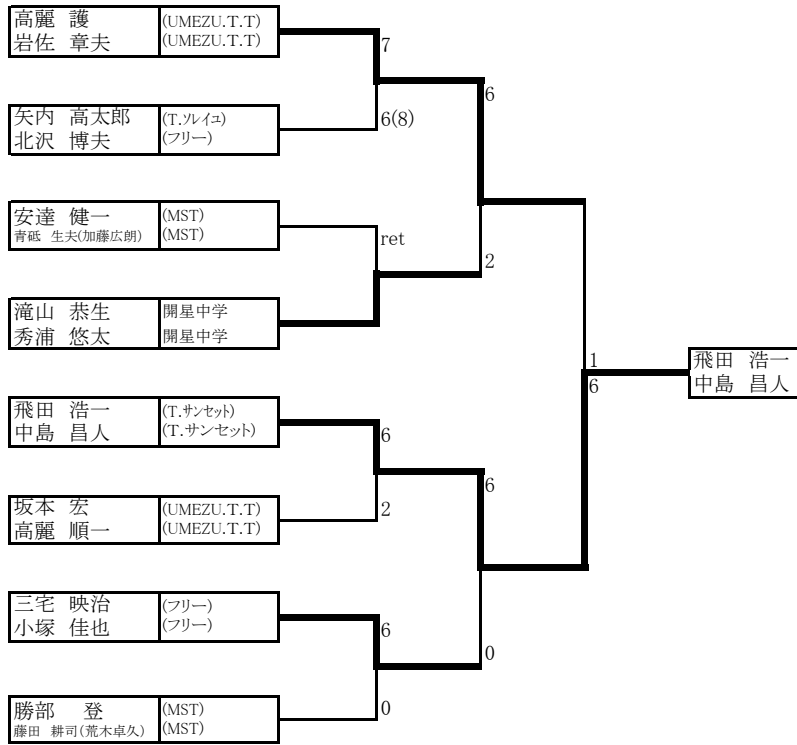 高麗 護 (UMEZU.T.T)
岩佐 章夫 (UMEZU.T.T)
7
6
矢内 高太郎 (T.ソレイユ)
北沢 博夫 (フリー)
6(8)
安達 健一 (MST)
青砥 生夫(加藤広朗) (MST)
ret
2
滝山 恭生 開星中学
秀浦 悠太 開星中学
1
6
飛田 浩一
中島 昌人
飛田 浩一 (T.サンセット)
中島 昌人 (T.サンセット)
6
6
坂本 宏 (UMEZU.T.T)
高麗 順一 (UMEZU.T.T)
2
三宅 映治 (フリー)
小塚 佳也 (フリー)
6
0
勝部 登 (MST)
藤田 耕司(荒木卓久) (MST)
0